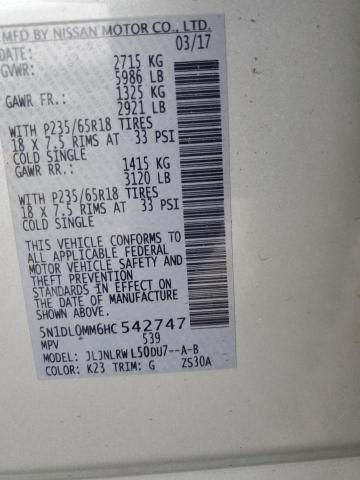 MFD BY NISSAN MOTOR CO., LTD.
DATE: 03/17
GVWR: 2715 KG
5986 LB
GAWR FR: 1325 KG
2921 LB
WITH P235/65R18 TIRES
18 X 7.5 RIMS AT 33 PSI
COLD SINGLE
GAWR RR: 1415 KG
3120 LB
WITH P235/65R18 TIRES
18 X 7.5 RIMS AT 33 PSI
COLD SINGLE
THIS VEHICLE CONFORMS TO
ALL APPLICABLE FEDERAL
MOTOR VEHICLE SAFETY AND
THEFT PREVENTION
STANDARDS IN EFFECT ON
THE DATE OF MANUFACTURE
SHOWN ABOVE.
5N1DL0MM6HC 542747
MPV 539
MODEL: JLJNLRW L50DU7--A-B
COLOR: K23 TRIM: G ZS30A